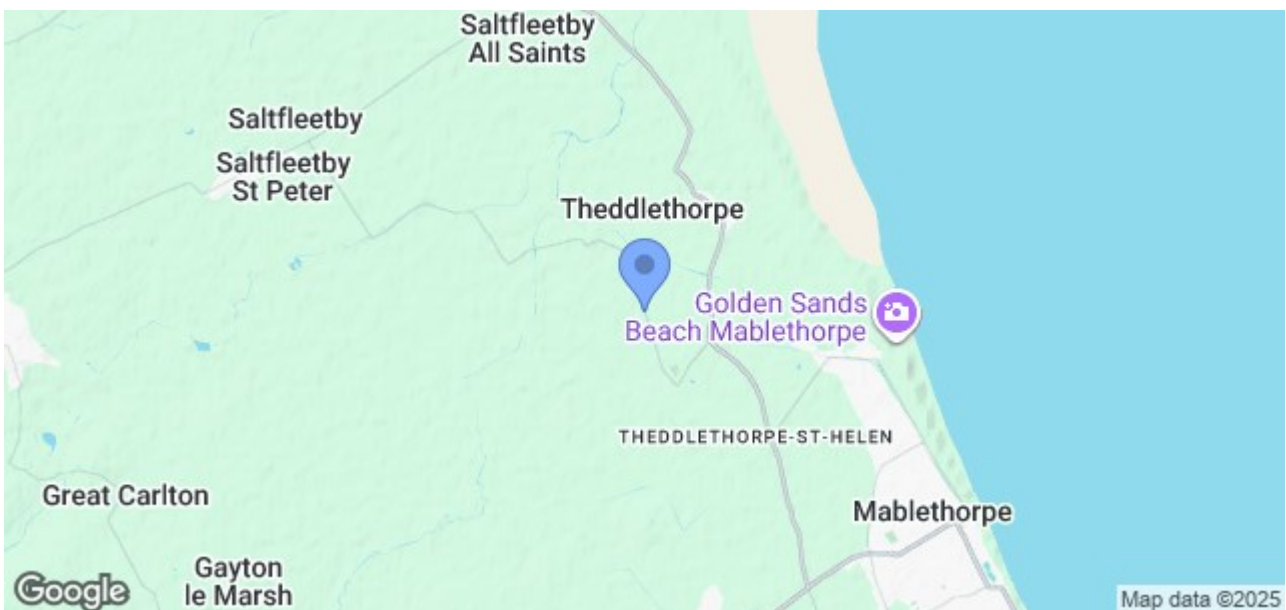 Saltfleetby
All Saints
Saltfleetby
Saltfleetby
St Peter
Theddlethorpe
Golden Sands
Beach Mablethorpe
THEDDLETHORPE-ST-HELEN
Great Carlton
Mablethorpe
Gayton
le Marsh
Google
Map data ©2025